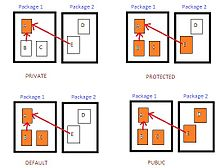 Package 1 Package 2
D
E
B C
PRIVATE
Package 1 Package 2
D
E
PROTECTED
Package 1 Package 2
D
E
DEFAULT
Package 1 Package 2
E
PUBLIC